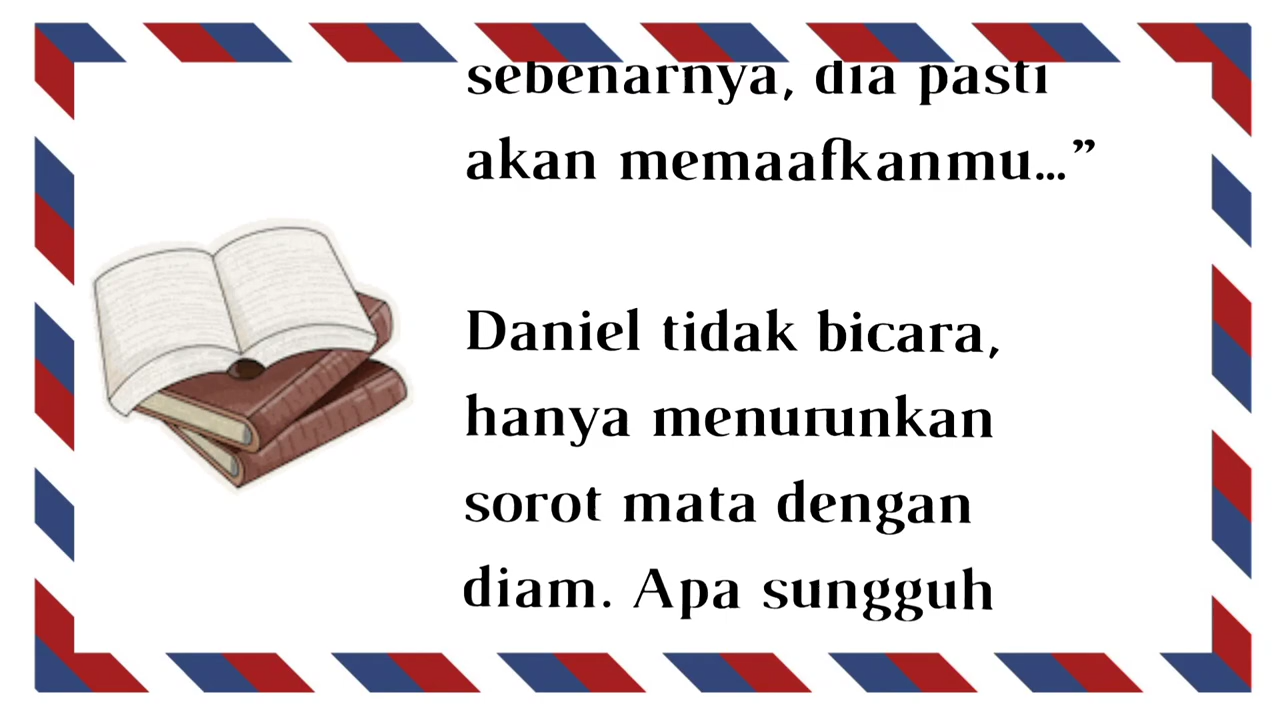 sebenarnya, dia pasti
akan memaafkanmu...”
Daniel tidak bicara,
hanya menurunkan
sorot mata dengan
diam. Apa sungguh